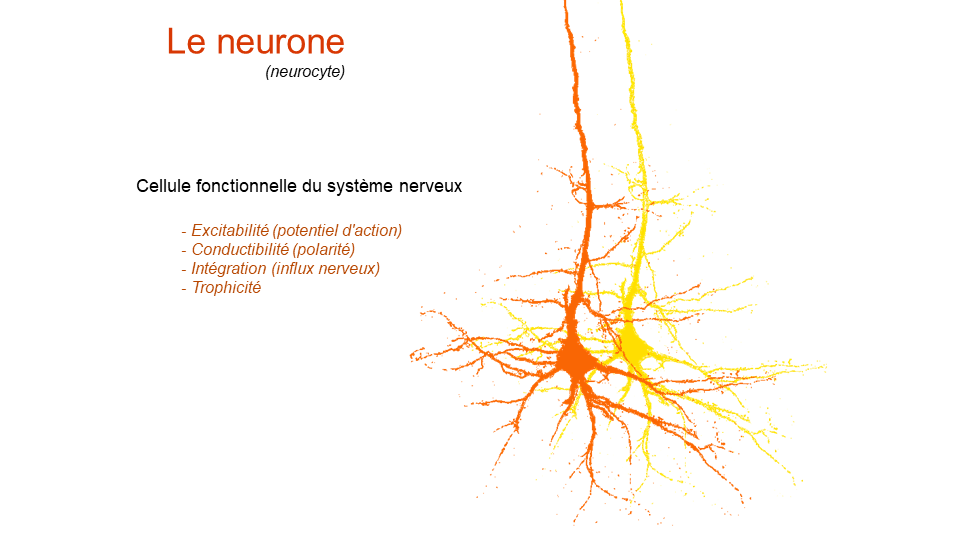 Le neurone
(neurocyte)
Cellule fonctionnelle du système nerveux
- Excitabilité (potentiel d'action)
- Conductibilité (polarité)
- Intégration (influx nerveux)
- Trophicité